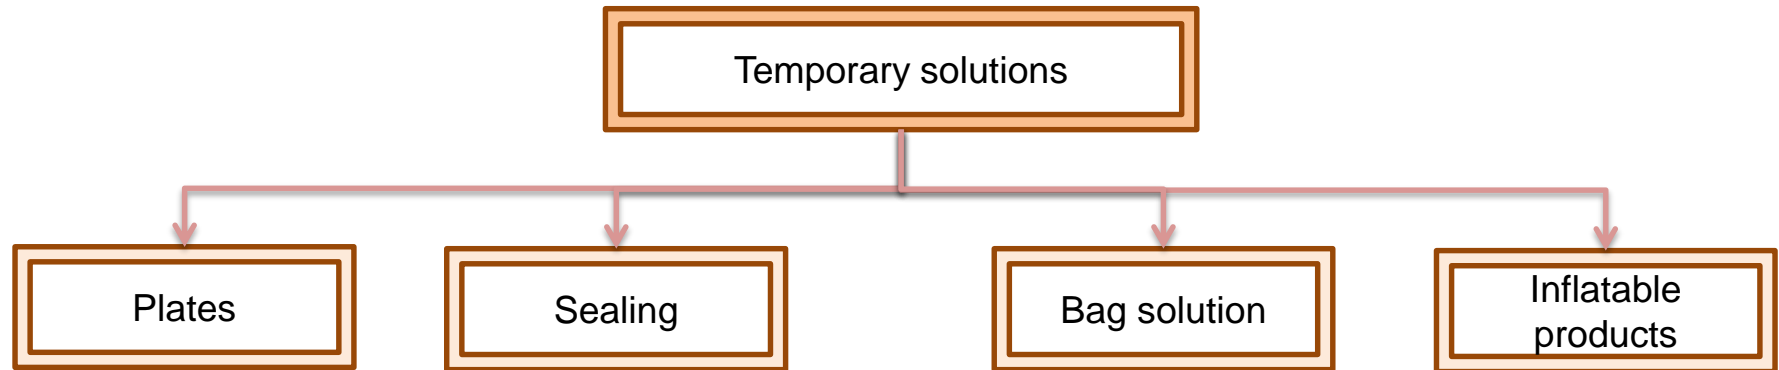 Temporary solutions
Plates
Sealing
Bag solution
Inflatable
products